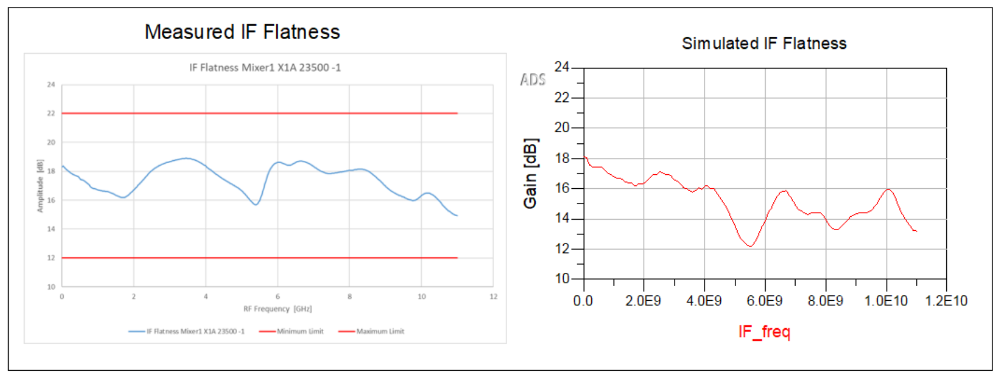 Measured IF Flatness
IF Flatness Mixer1 X1A 23500 -1
24
22
20
18
16
14
12
10
Amplitude [dB]
0 2 4 6 8 10 12
RF Frequency [GHz]
IF Flatness Mixer1 X1A 23500 -1 Minimum Limit Maximum Limit
Simulated IF Flatness
ADS
24
22
20
18
16
14
12
10
Gain [dB]
0.0 2.0E9 4.0E9 6.0E9 8.0E9 1.0E10 1.2E10
IF_freq